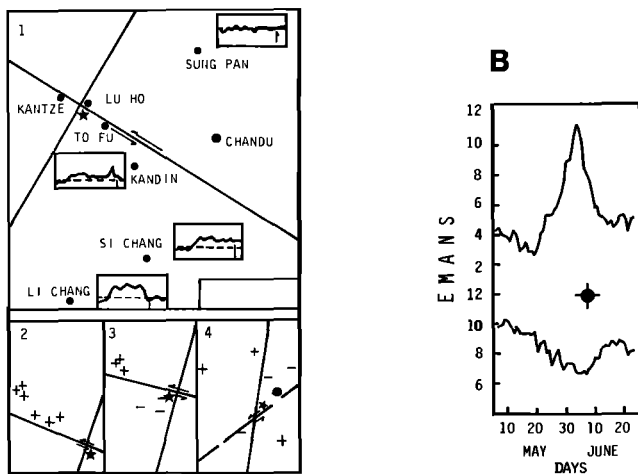 1
SUNG PAN
KANTZE
LU HO
TO FU
CHANDU
KANDIN
SI CHANG
LI CHANG
2
3
4
B
EMANS
12
10
8
6
4
2
12
10
8
6
10 20 30 10 20
MAY JUNE
DAYS